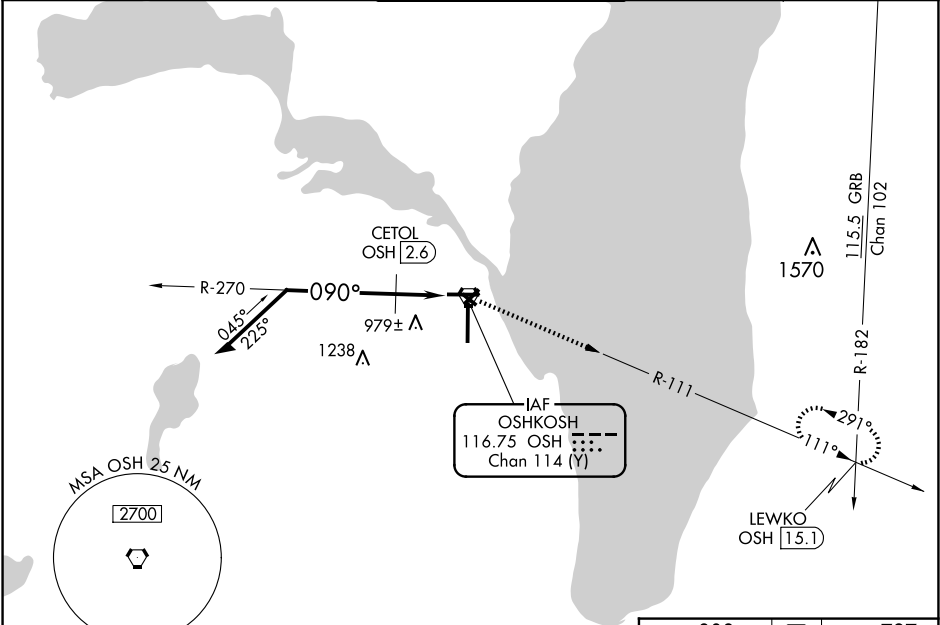 115.5 GRB
Chan 102
CETOL
OSH 2.6
1570
R-270
090°
045°
225°
979±
1238
R-182
R-111
IAF
OSHKOSH
116.75 OSH
Chan 114 (Y)
291°
111°
MSA OSH 25 NM
2700
LEWKO
OSH 15.1